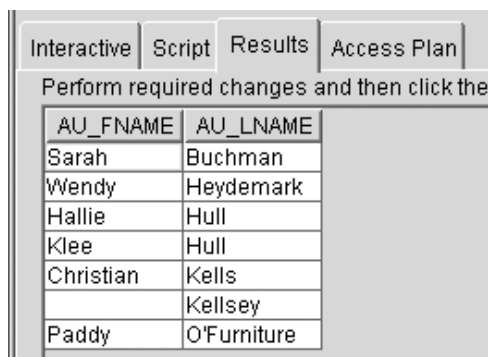 Interactive Script Results Access Plan
Perform required changes and then click the
AU_FNAME AU_LNAME
Sarah Buchman
Wendy Heydemark
Hallie Hull
Klee Hull
Christian Kells
Kellsey
Paddy O'Furniture